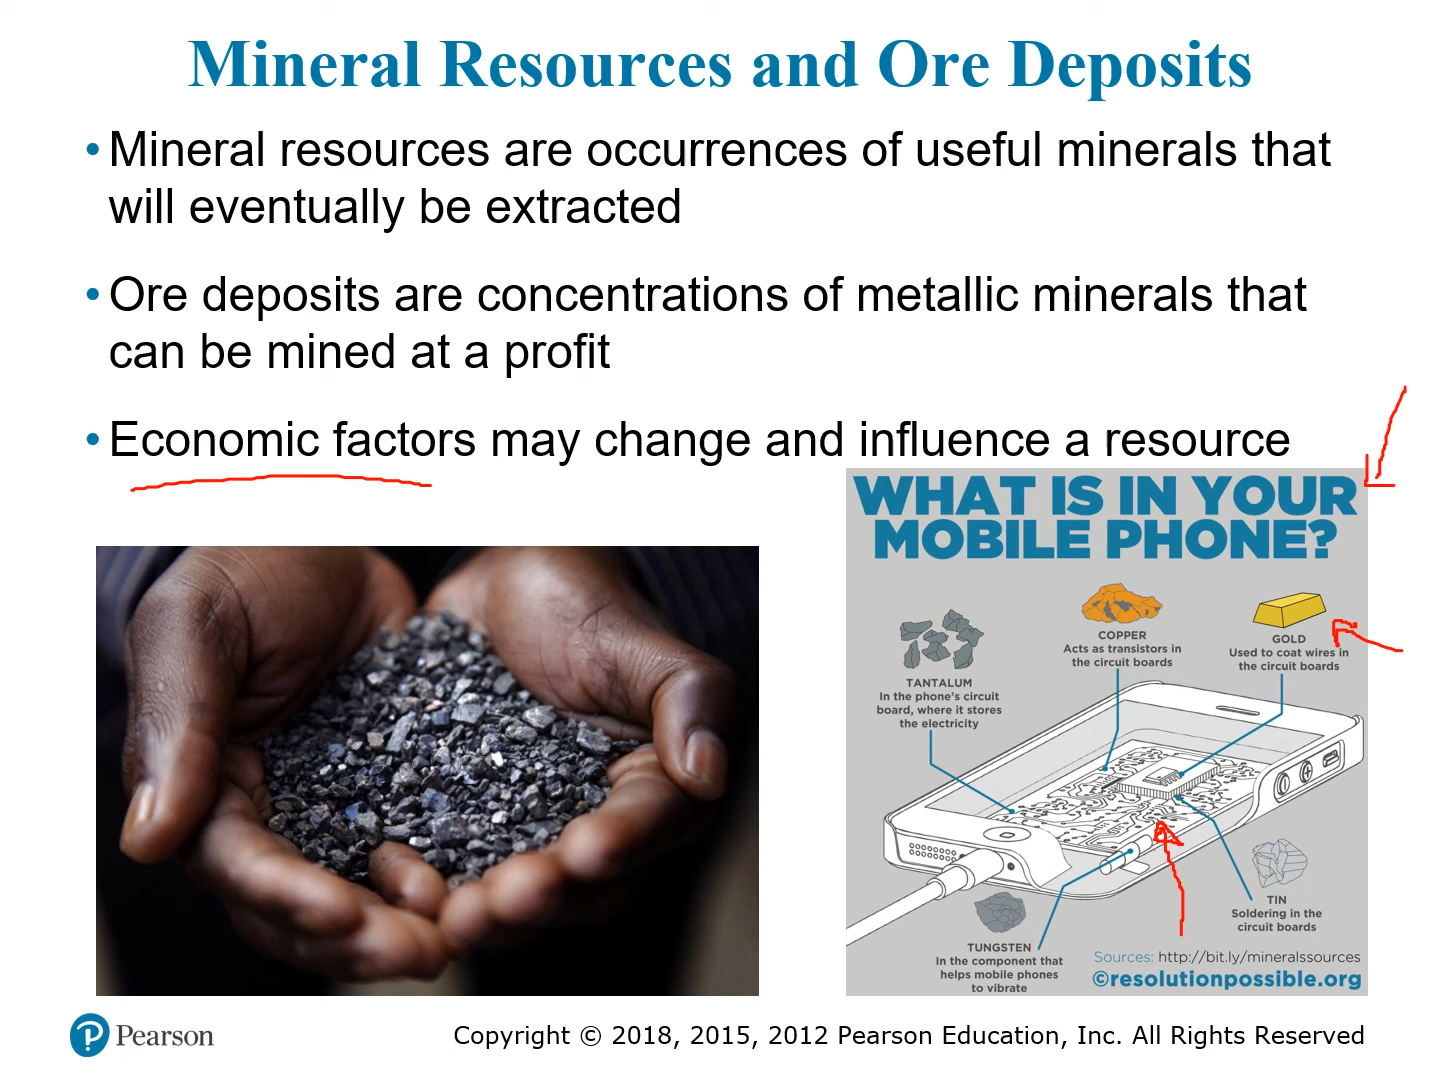 Mineral Resources and Ore Deposits
• Mineral resources are occurrences of useful minerals that
will eventually be extracted
• Ore deposits are concentrations of metallic minerals that
can be mined at a profit
• Economic factors may change and influence a resource
WHAT IS IN YOUR
MOBILE PHONE?
COPPER
Acts as transistors in
the circuit boards
GOLD
Used to coat wires in
the circuit boards
TANTALUM
In the phone's circuit
board, where it stores
the electricity
TIN
Soldering in the
circuit boards
TUNGSTEN
In the component that
helps mobile phones
to vibrate
Sources: http://bit.ly/mineralssources
©resolutionpossible.org
Pearson
Copyright © 2018, 2015, 2012 Pearson Education, Inc. All Rights Reserved